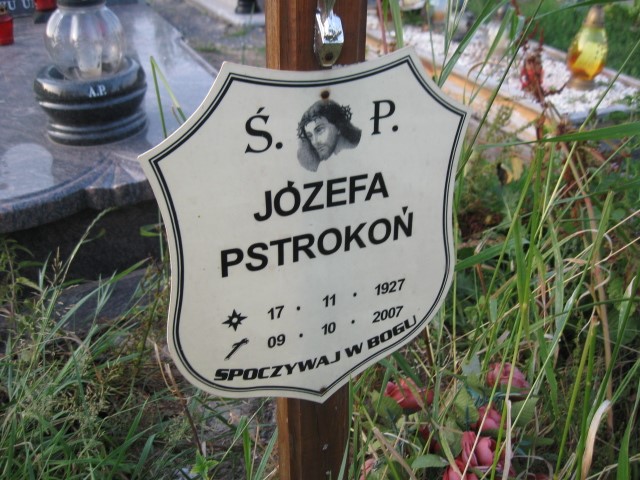 Ś. P.
JÓZEFA
PSTROKOŃ
17 · 11 · 1927
09 · 10 · 2007
SPOCZYWAJ W BOGU
A.P.